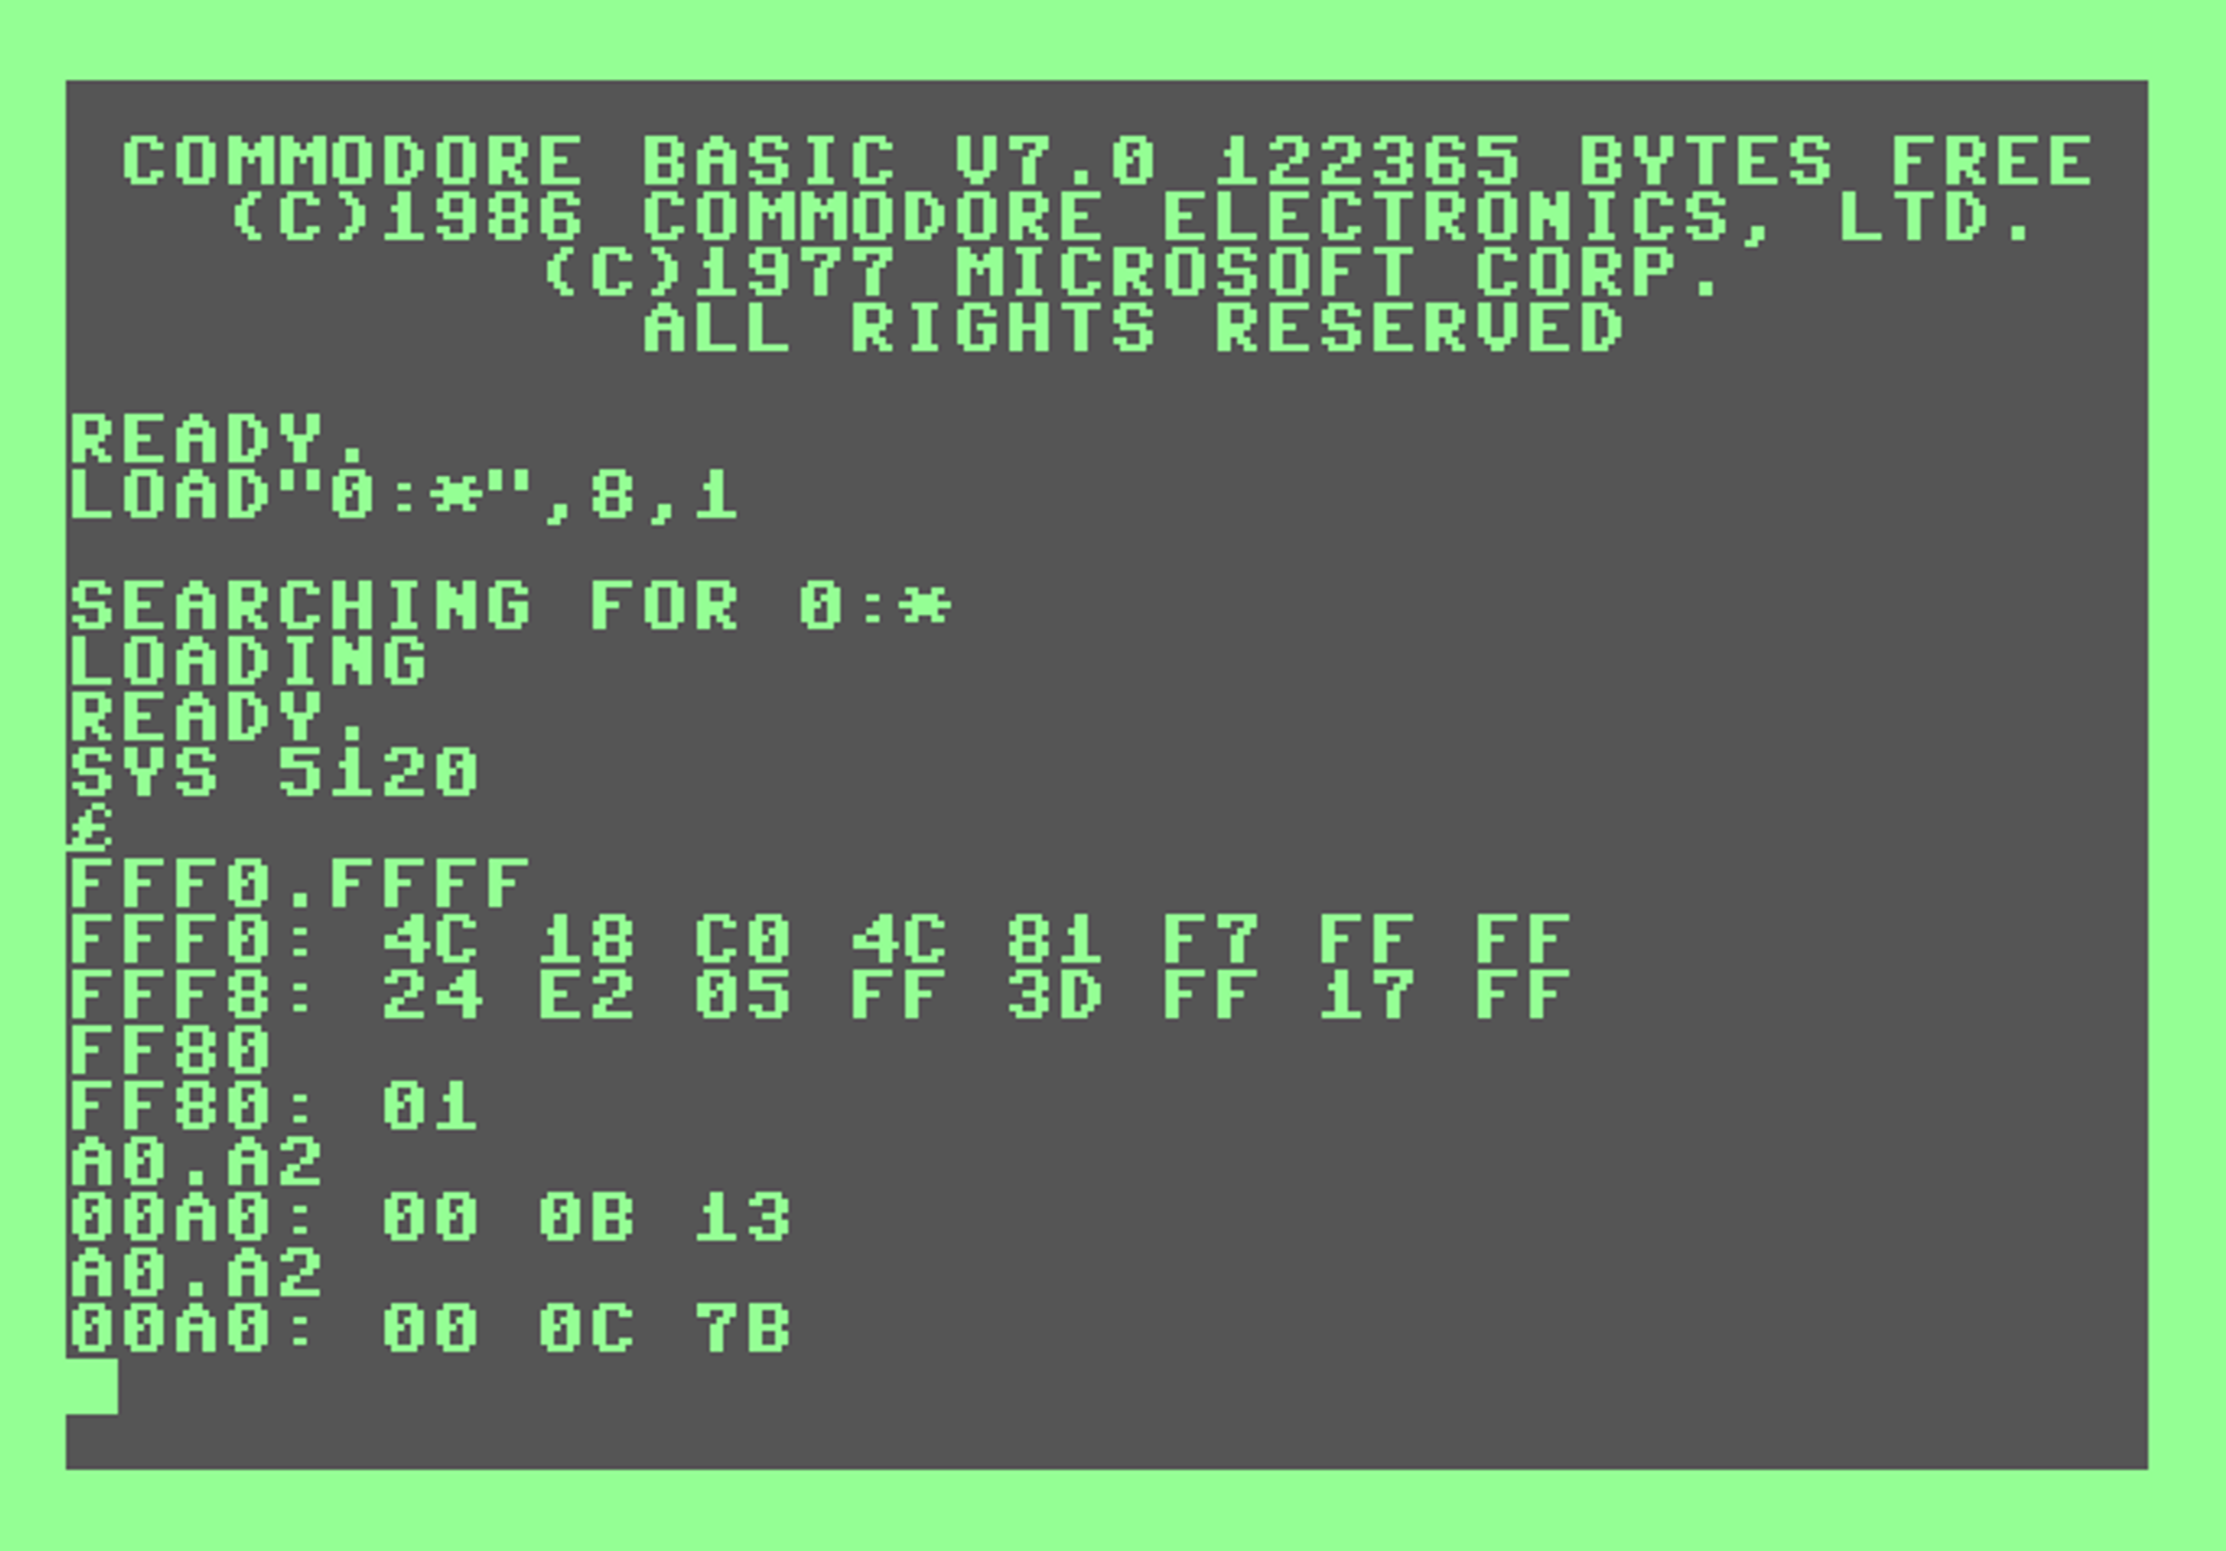 COMMODORE BASIC V7.0 122365 BYTES FREE
(C)1986 COMMODORE ELECTRONICS, LTD.
(C)1977 MICROSOFT CORP.
ALL RIGHTS RESERVED
READY.
LOAD"0:*",8,1
SEARCHING FOR 0:*
LOADING
READY.
SYS 5120
£
FFF0.FFFF
FFF0: 4C 18 C0 4C 81 F7 FF FF
FFF8: 24 E2 05 FF 3D FF 17 FF
FF80
FF80: 01
A0.A2
00A0: 00 0B 13
A0.A2
00A0: 00 0C 7B